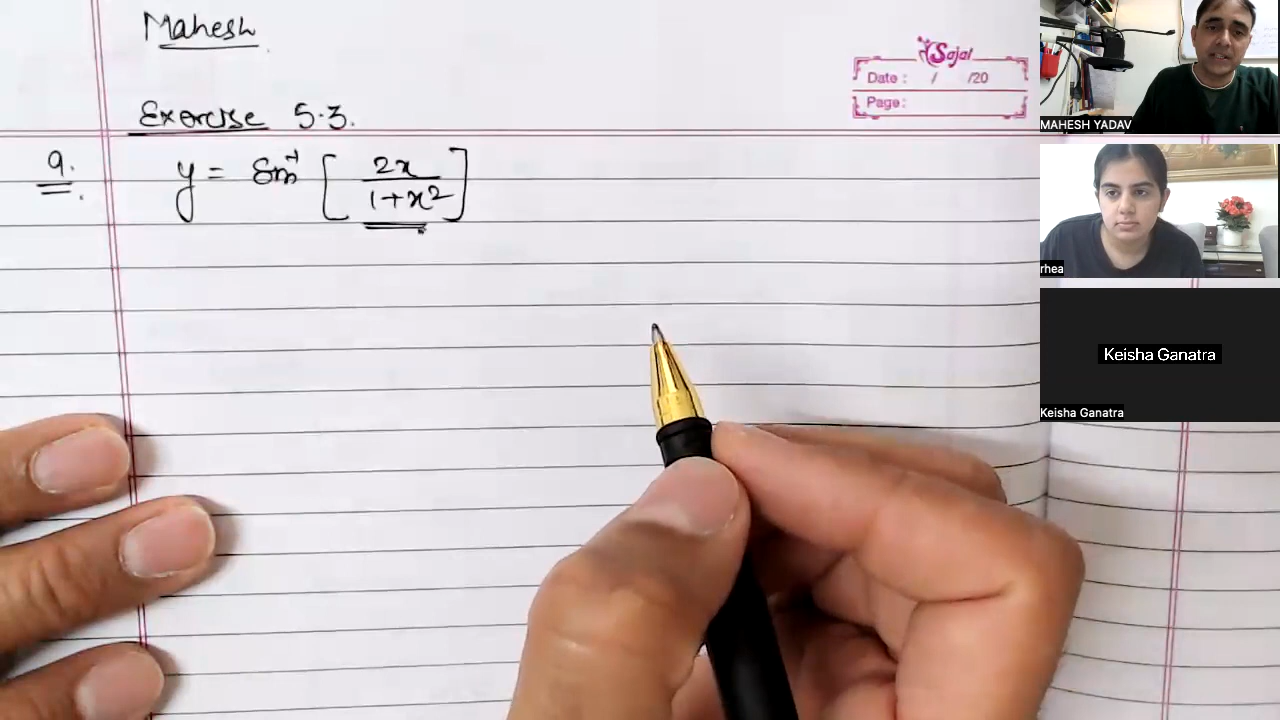 Mahesh
Sajal
Date : / /20
Page :
Exercise 5.3.
9. y = Sin⁻¹ [ 2x / 1+x² ]
MAHESH YADAV
rhea
Keisha Ganatra
Keisha Ganatra